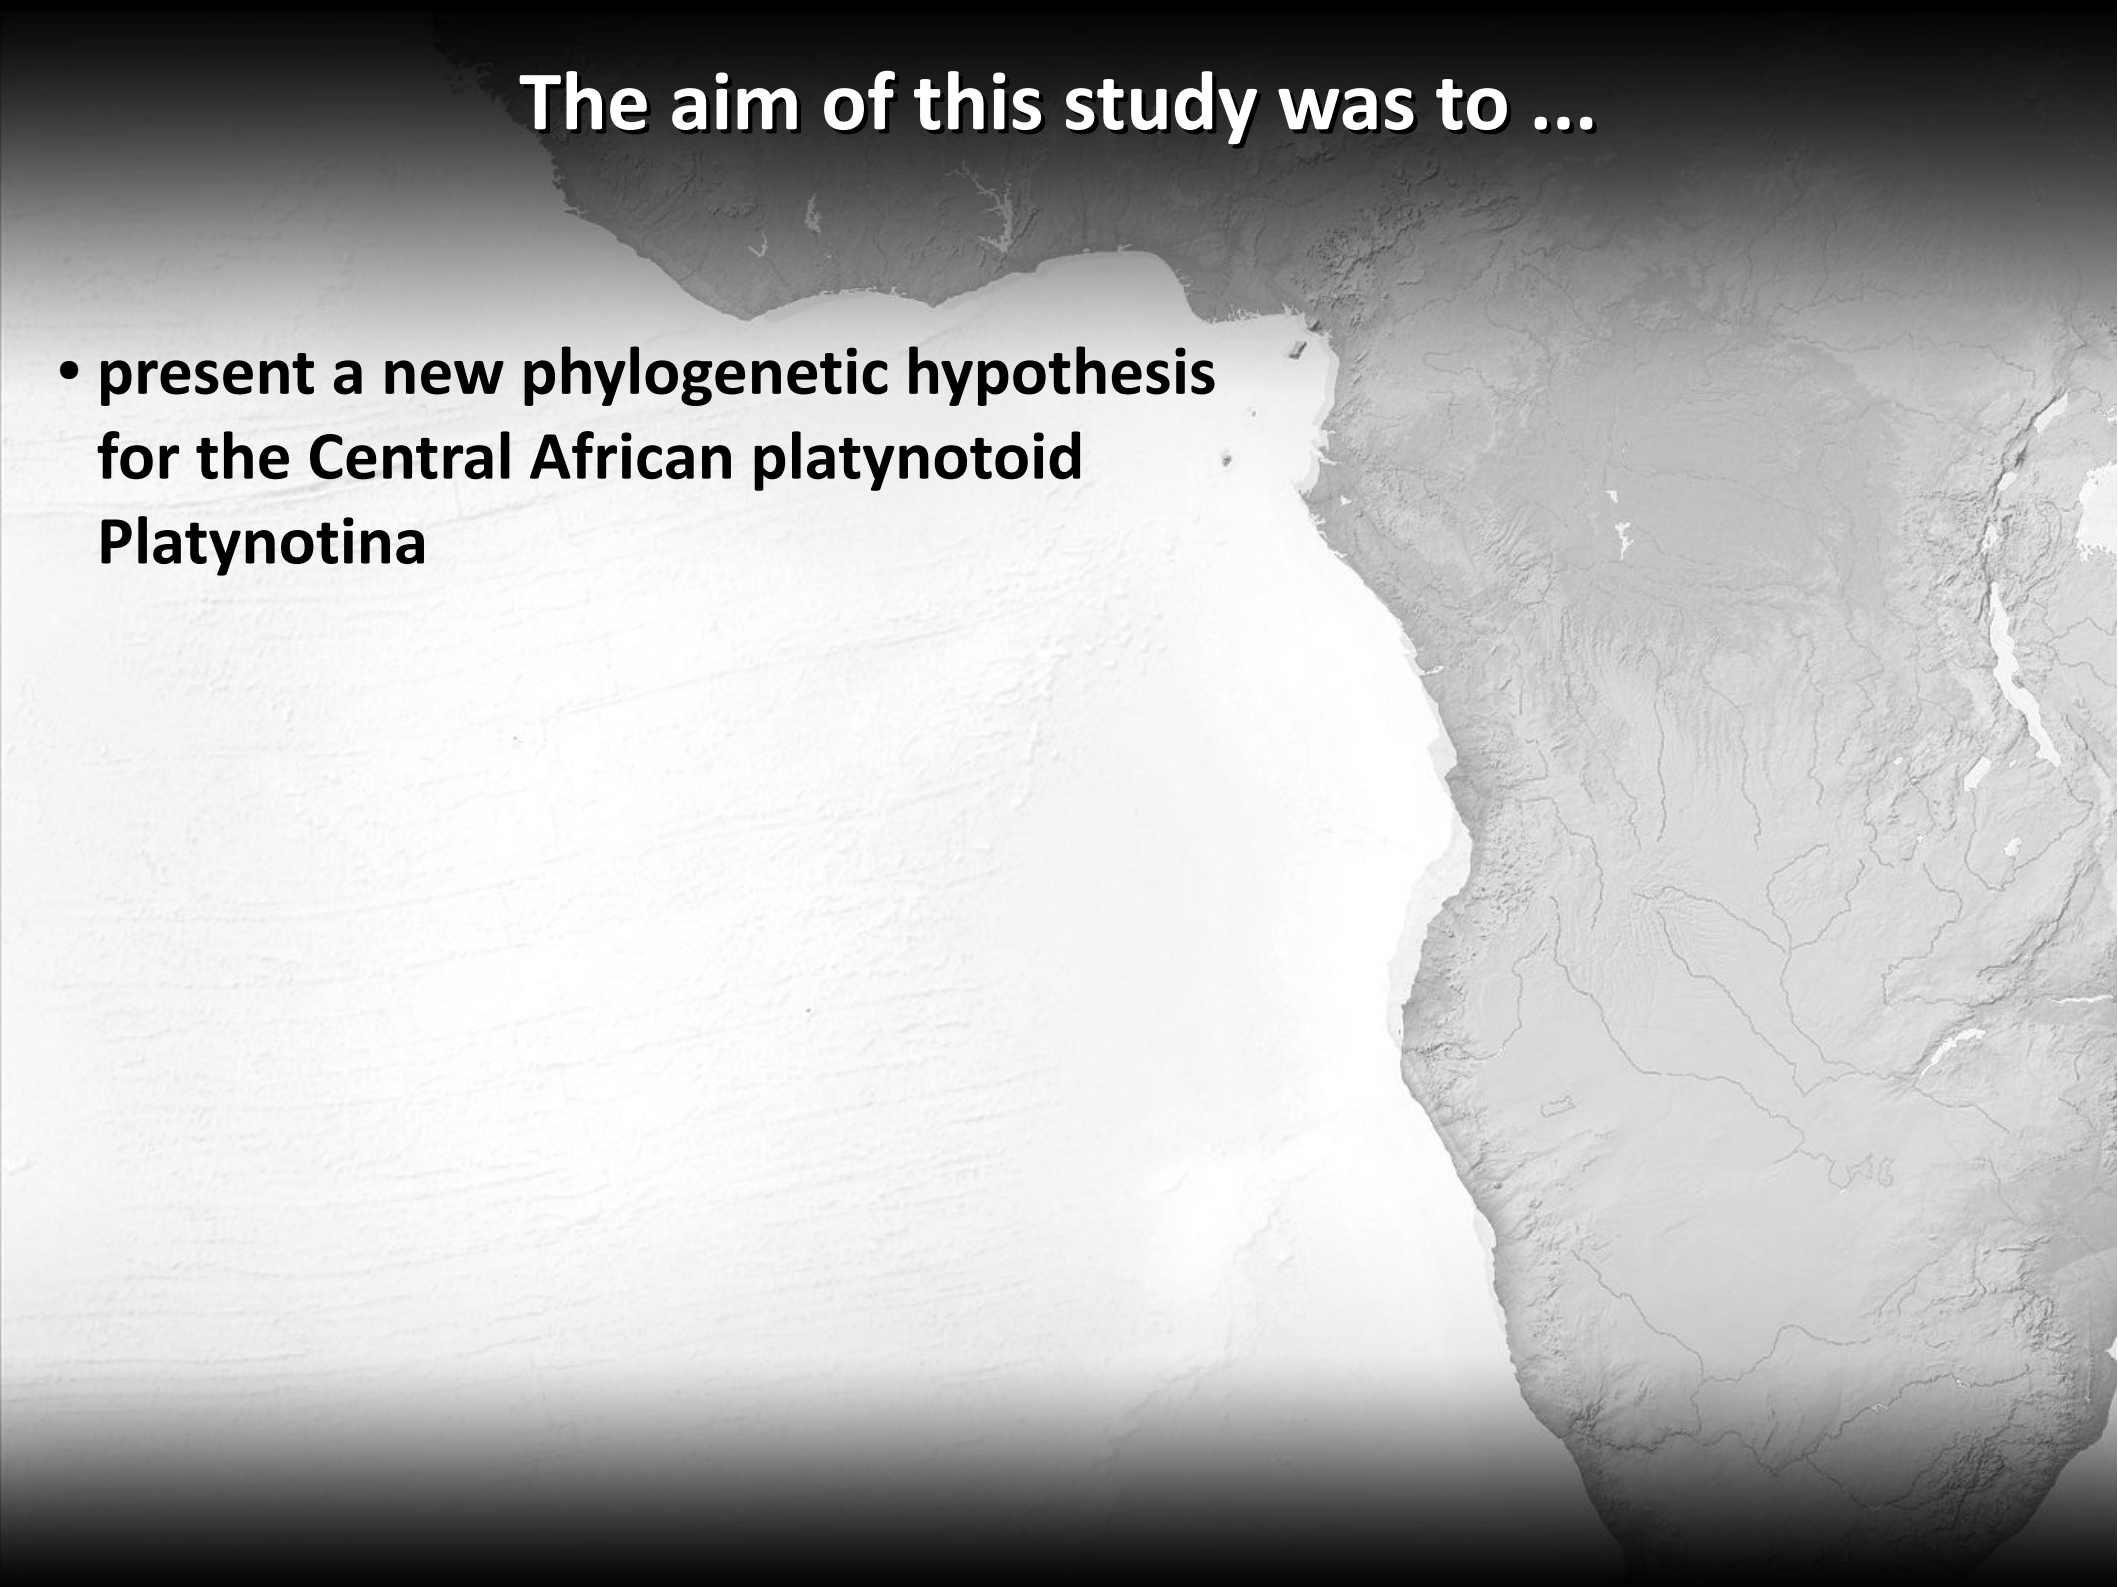 The aim of this study was to ...
• present a new phylogenetic hypothesis
for the Central African platynotoid
Platynotina